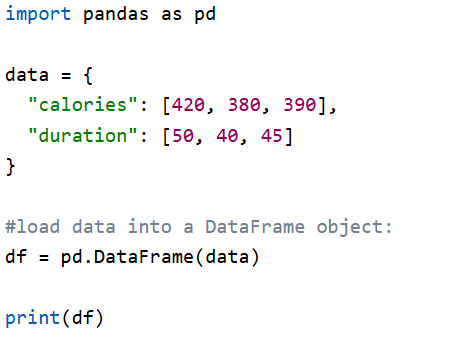 import pandas as pd
data = {
  "calories": [420, 380, 390],
  "duration": [50, 40, 45]
}
#load data into a DataFrame object:
df = pd.DataFrame(data)
print(df)